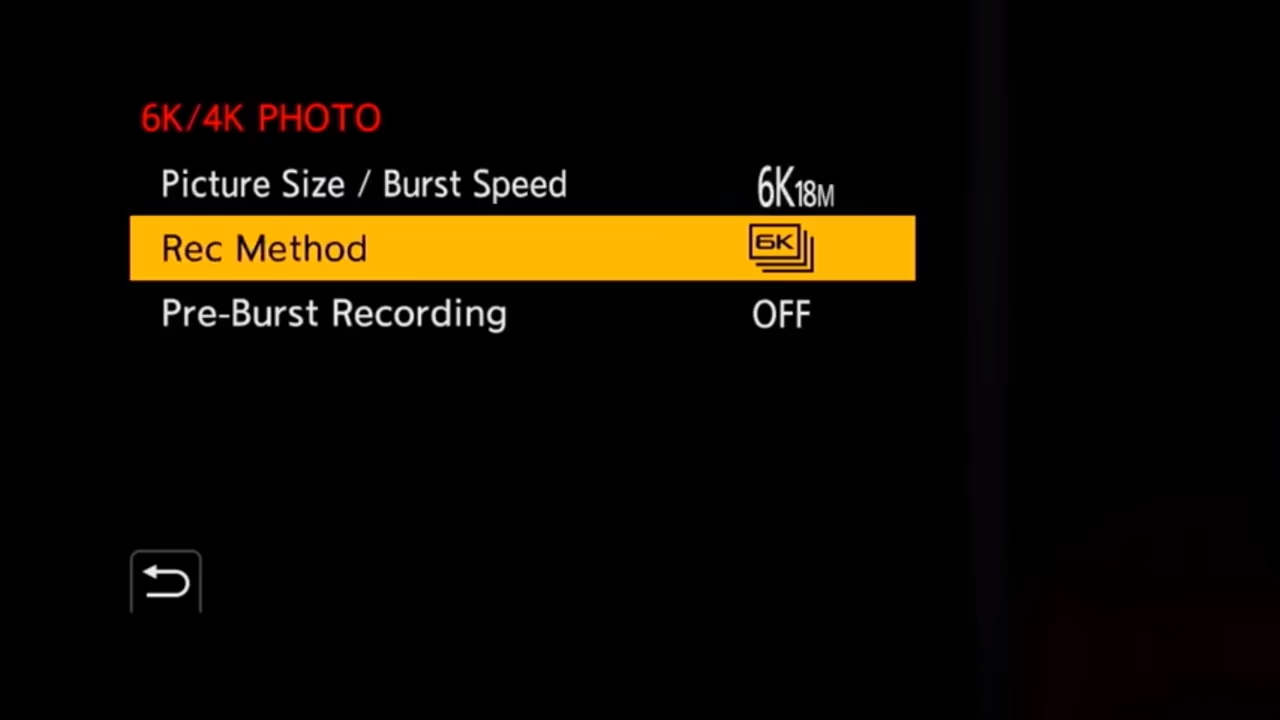 6K/4K PHOTO
Picture Size / Burst Speed 6K18M
Rec Method 6K
Pre-Burst Recording OFF